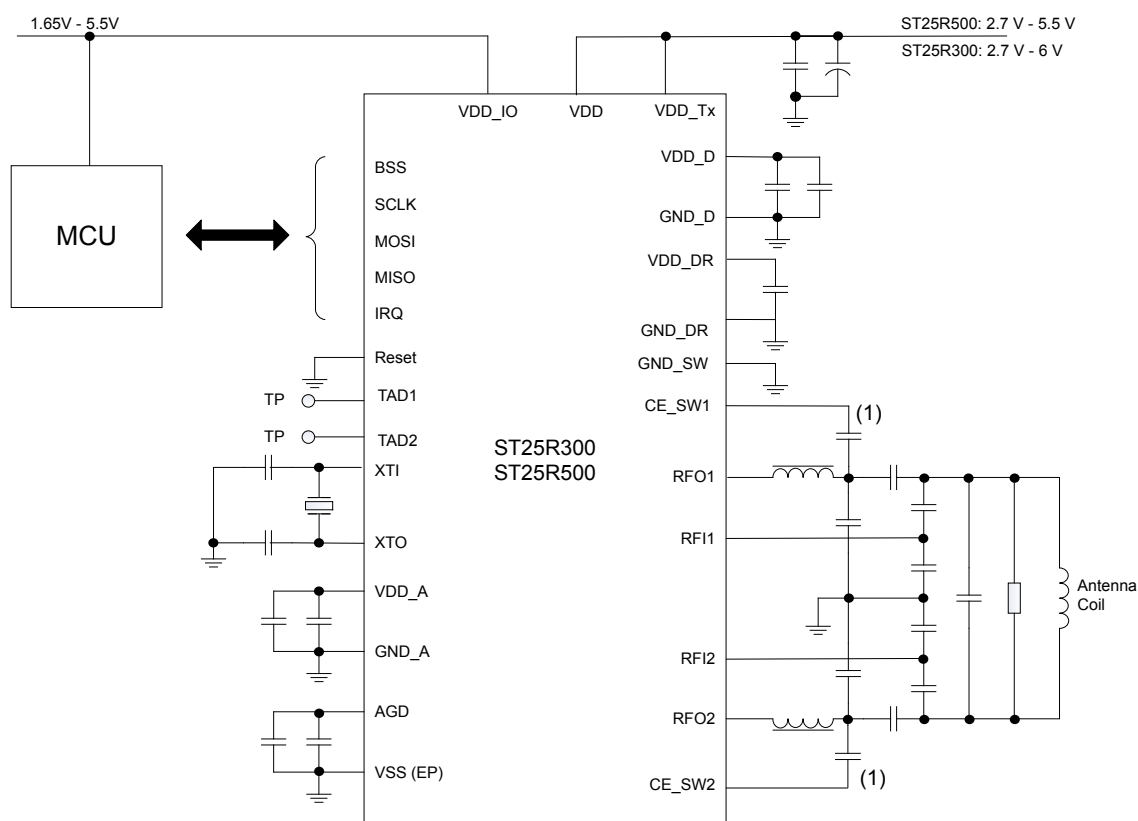 1.65V - 5.5V
ST25R500: 2.7 V - 5.5 V
ST25R300: 2.7 V - 6 V
VDD_IO
VDD
VDD_Tx
MCU
BSS
SCLK
MOSI
MISO
IRQ
Reset
TP
TAD1
TP
TAD2
XTI
XTO
VDD_A
GND_A
AGD
VSS (EP)
ST25R300
ST25R500
VDD_D
GND_D
VDD_DR
GND_DR
GND_SW
CE_SW1
(1)
RFO1
RFI1
RFI2
RFO2
CE_SW2
(1)
Antenna
Coil